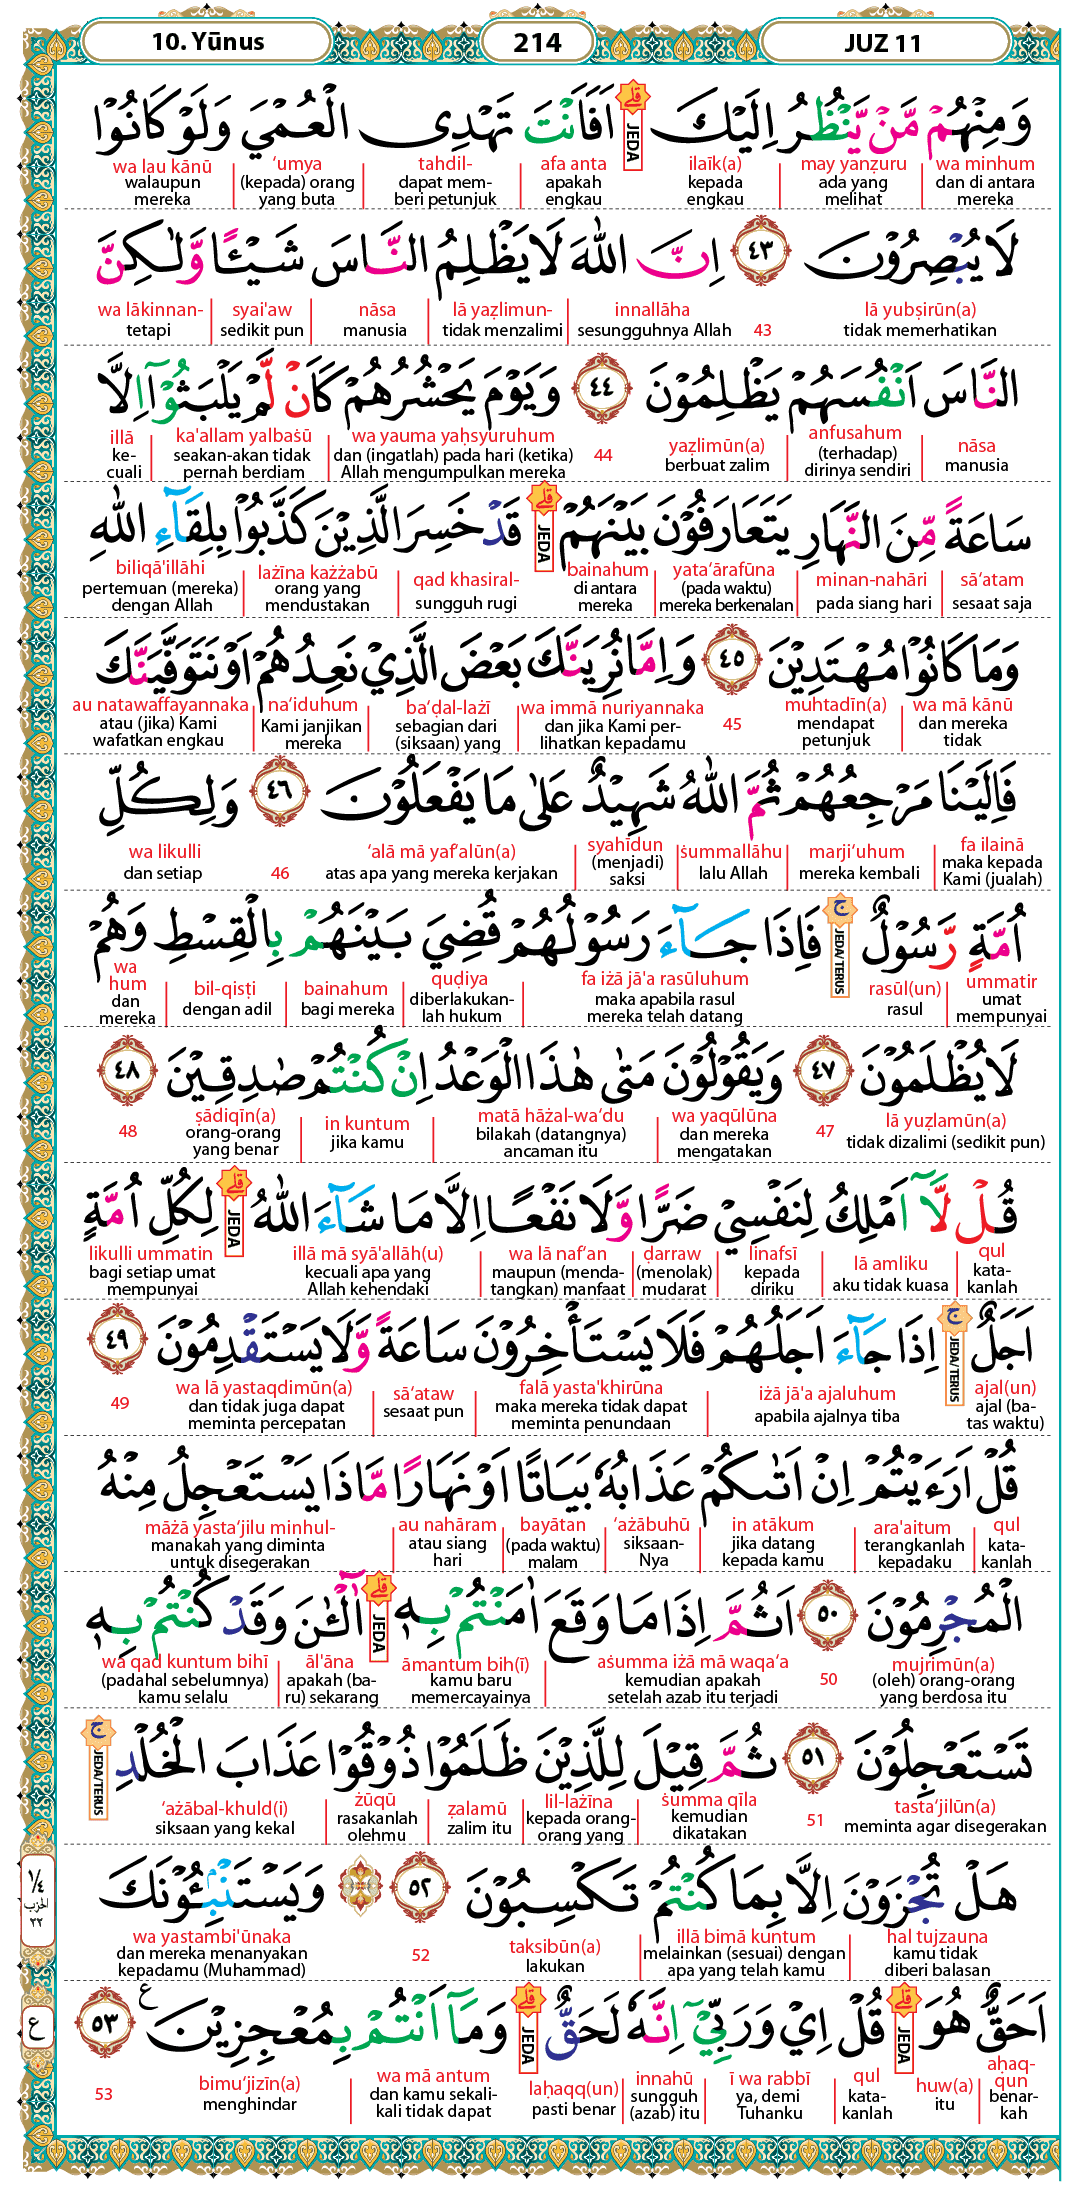 10. Yūnus
214
JUZ 11
وَمِنْهُمْ مَّنْ يَّنْظُرُ اِلَيْكَ ۗ اَفَاَنْتَ تَهْدِى الْعُمْيَ وَلَوْ كَانُوْا
wa minhum may yanẓuru ilaīk(a) JEDA afa anta tahdil- ‘umya wa lau kānū
dan di antara ada yang kepada apakah dapat mem- (kepada) orang walaupun
mereka melihat engkau engkau beri petunjuk yang buta mereka
لَا يُبْصِرُوْنَ ٤٣ اِنَّ اللّٰهَ لَا يَظْلِمُ النَّاسَ شَيْـًٔا وَّلٰكِنَّ
lā yubṣirūn(a) innallāha lā yaẓlimun- nāsa syai'aw wa lākinnan-
tidak memerhatikan 43 sesungguhnya Allah tidak menzalimi manusia sedikit pun tetapi
النَّاسَ اَنْفُسَهُمْ يَظْلِمُوْنَ ٤٤ وَيَوْمَ يَحْشُرُهُمْ كَاَنْ لَّمْ يَلْبَثُوْٓا اِلَّا
nāsa anfusahum yaẓlimūn(a) wa yauma yaḥsyuruhum ka'allam yalbaṡū illā
manusia (terhadap) berbuat zalim 44 dan (ingatlah) pada hari (ketika) seakan-akan tidak ke-
dirinya sendiri Allah mengumpulkan mereka pernah berdiam cuali
سَاعَةً مِّنَ النَّهَارِ يَتَعَارَفُوْنَ بَيْنَهُمْ ۗ قَدْ خَسِرَ الَّذِيْنَ كَذَّبُوْا بِلِقَاۤءِ اللّٰهِ
sā‘atam minan-nahāri yata‘ārafūna bainahum JEDA qad khasiral- lażīna każżabū biliqā'illāhi
sesaat saja pada siang hari (pada waktu) di antara sungguh rugi orang yang pertemuan (mereka)
mereka berkenalan mereka mendustakan dengan Allah
وَمَا كَانُوْا مُهْتَدِيْنَ ٤٥ وَاِمَّا نُرِيَنَّكَ بَعْضَ الَّذِيْ نَعِدُهُمْ اَوْ نَتَوَفَّيَنَّكَ
wa mā kānū muhtadīn(a) wa immā nuriyannaka ba‘ḍal-lażī na‘iduhum au natawaffayannaka
dan mereka mendapat 45 dan jika Kami per- sebagian dari Kami janjikan atau (jika) Kami
tidak petunjuk lihatkan kepadamu (siksaan) yang mereka wafatkan engkau
فَاِلَيْنَا مَرْجِعُهُمْ ثُمَّ اللّٰهُ شَهِيْدٌ عَلٰى مَا يَفْعَلُوْنَ ٤٦ وَلِكُلِّ
fa ilainā marji‘uhum ṡummallāhu syahīdun ‘alā mā yaf‘alūn(a) wa likulli
maka kepada mereka kembali lalu Allah (menjadi) atas apa yang mereka kerjakan 46 dan setiap
Kami (jualah) saksi
اُمَّةٍ رَّسُوْلٌ ۚ فَاِذَا جَاۤءَ رَسُوْلُهُمْ قُضِيَ بَيْنَهُمْ بِالْقِسْطِ وَهُمْ
ummatir rasūl(un) JEDA/TERUS fa iżā jā'a rasūluhum quḍiya bainahum bil-qisṭi wa hum
umat rasul maka apabila rasul diberlakukan- bagi mereka dengan adil dan
mempunyai mereka telah datang lah hukum mereka
لَا يُظْلَمُوْنَ ٤٧ وَيَقُوْلُوْنَ مَتٰى هٰذَا الْوَعْدُ اِنْ كُنْتُمْ صٰدِقِيْنَ ٤٨
lā yuẓlamūn(a) wa yaqūlūna matā hāżal-wa‘du in kuntum ṣādiqīn(a)
tidak dizalimi (sedikit pun) 47 dan mereka bilakah (datangnya) jika kamu orang-orang 48
mengatakan ancaman itu yang benar
قُلْ لَّآ اَمْلِكُ لِنَفْسِيْ ضَرًّا وَّلَا نَفْعًا اِلَّا مَا شَاۤءَ اللّٰهُ ۗ لِكُلِّ اُمَّةٍ
qul lā amliku linafsī ḍarraw wa lā naf‘an illā mā syā'allāh(u) JEDA likulli ummatin
kata- aku tidak kuasa kepada (menolak) maupun (menda- kecuali apa yang bagi setiap umat
kanlah diriku mudarat tangkan) manfaat Allah kehendaki mempunyai
اَجَلٌ ۚ اِذَا جَاۤءَ اَجَلُهُمْ فَلَا يَسْتَأْخِرُوْنَ سَاعَةً وَّلَا يَسْتَقْدِمُوْنَ ٤٩
ajal(un) JEDA/TERUS iżā jā'a ajaluhum falā yasta'khirūna sā‘ataw wa lā yastaqdimūn(a)
ajal (ba- apabila ajalnya tiba maka mereka tidak dapat sesaat pun dan tidak juga dapat 49
tas waktu) meminta penundaan meminta percepatan
قُلْ اَرَءَيْتُمْ اِنْ اَتٰىكُمْ عَذَابُهٗ بَيَاتًا اَوْ نَهَارًا مَّاذَا يَسْتَعْجِلُ مِنْهُ
qul ara'aitum in atākum ‘ażābuhū bayātan au nahāram māżā yasta‘jilu minhul-
kata- terangkanlah jika datang siksaan- (pada waktu) atau siang manakah yang diminta
kanlah kepadaku kepada kamu Nya malam hari untuk disegerakan
الْمُجْرِمُوْنَ ٥٠ اَثُمَّ اِذَا مَا وَقَعَ اٰمَنْتُمْ بِهٖ ۗ اٰۤلْـٰٔنَ وَقَدْ كُنْتُمْ بِهٖ
mujrimūn(a) aṡumma iżā mā waqa‘a āmantum bih(ī) JEDA āl'āna wa qad kuntum bihī
(oleh) orang-orang 50 kemudian apakah kamu baru apakah (ba- (padahal sebelumnya)
yang berdosa itu setelah azab itu terjadi memercayainya ru) sekarang kamu selalu
تَسْتَعْجِلُوْنَ ٥١ ثُمَّ قِيْلَ لِلَّذِيْنَ ظَلَمُوْا ذُوْقُوْا عَذَابَ الْخُلْدِ ۚ
tasta‘jilūn(a) ṡumma qīla lil-lażīna ẓalamū żūqū ‘ażābal-khuld(i) JEDA/TERUS
meminta agar disegerakan 51 kemudian kepada orang- zalim itu rasakanlah siksaan yang kekal
dikatakan orang yang olehmu
هَلْ تُجْزَوْنَ اِلَّا بِمَا كُنْتُمْ تَكْسِبُوْنَ ٥٢ ۞ وَيَسْتَنْۢبِـُٔوْنَكَ
hal tujzauna illā bimā kuntum taksibūn(a) wa yastambi'ūnaka
kamu tidak melainkan (sesuai) dengan lakukan 52 dan mereka menanyakan
diberi balasan apa yang telah kamu kepadamu (Muhammad)
¼
الحزب
٢٢
اَحَقٌّ هُوَ ۗ قُلْ اِيْ وَرَبِّيْٓ اِنَّهٗ لَحَقٌّ ۗ وَمَآ اَنْتُمْ بِمُعْجِزِيْنَ ࣖ ٥٣
aḥaq-qun huw(a) JEDA qul ī wa rabbī innahū laḥaqq(un) JEDA wa mā antum bimu‘jizīn(a)
benar- itu kata- ya, demi sungguh pasti benar dan kamu sekali- menghindar 53
kah kanlah Tuhanku (azab) itu kali tidak dapat
ع